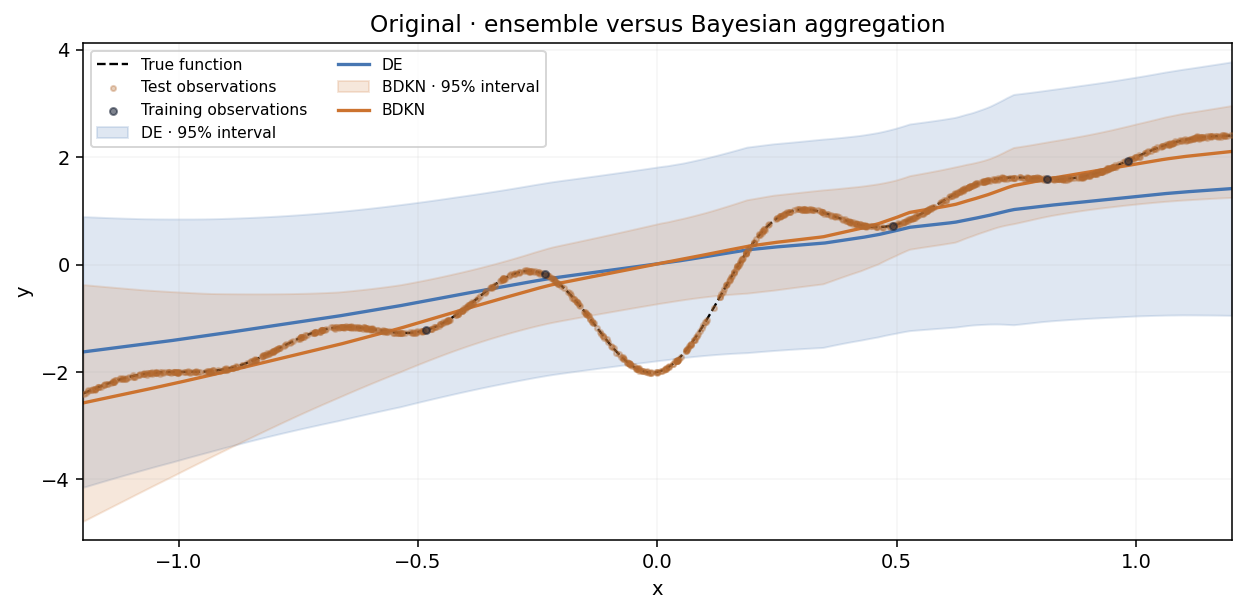 Original · ensemble versus Bayesian aggregation
True function
Test observations
Training observations
DE · 95% interval
DE
BDKN · 95% interval
BDKN
4
2
0
−2
−4
y
−1.0
−0.5
0.0
0.5
1.0
x